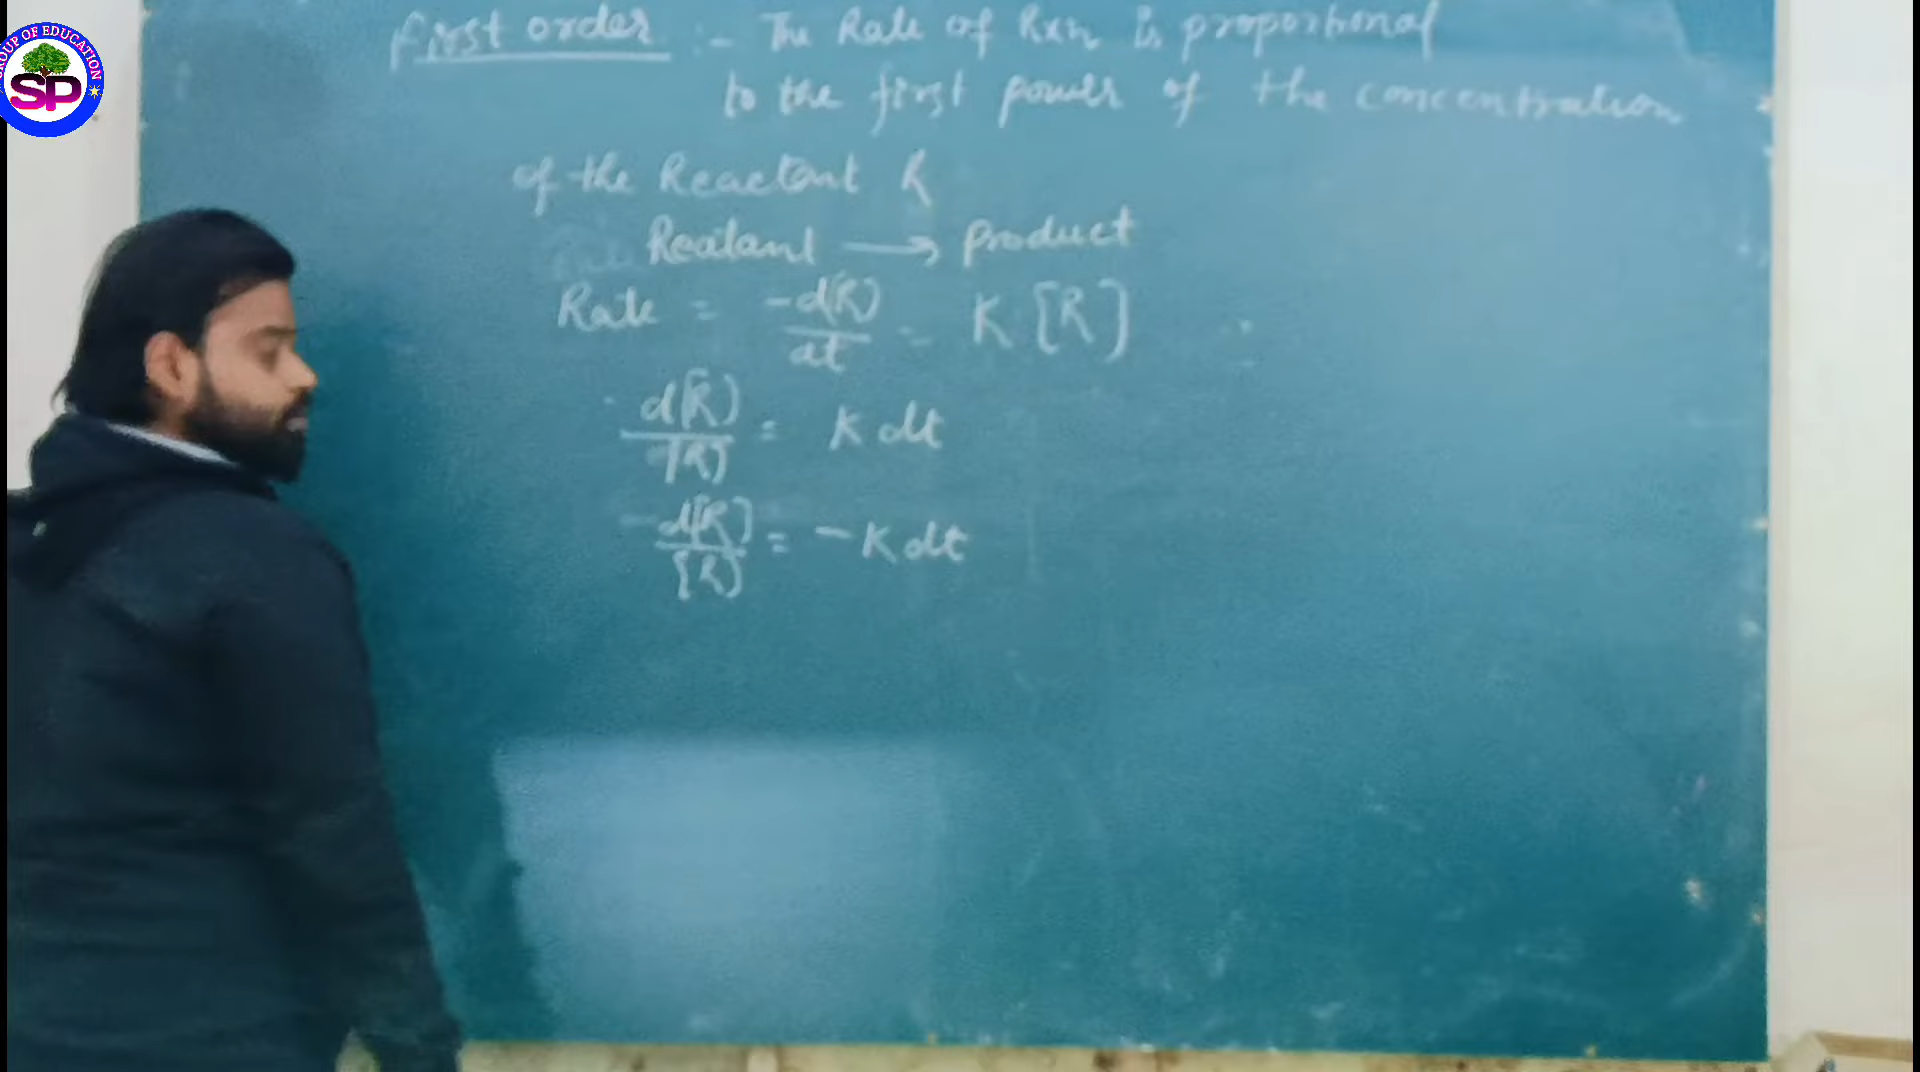 GROUP OF EDUCATION
SP
first order :- The Rate of Rxn is proportional
to the first power of the concentration
of the Reactant R
Reatant → product
Rate = -d(R)/dt = K [R]
d(R)/[R] = K dt
-d[R]/[R] = - K dt